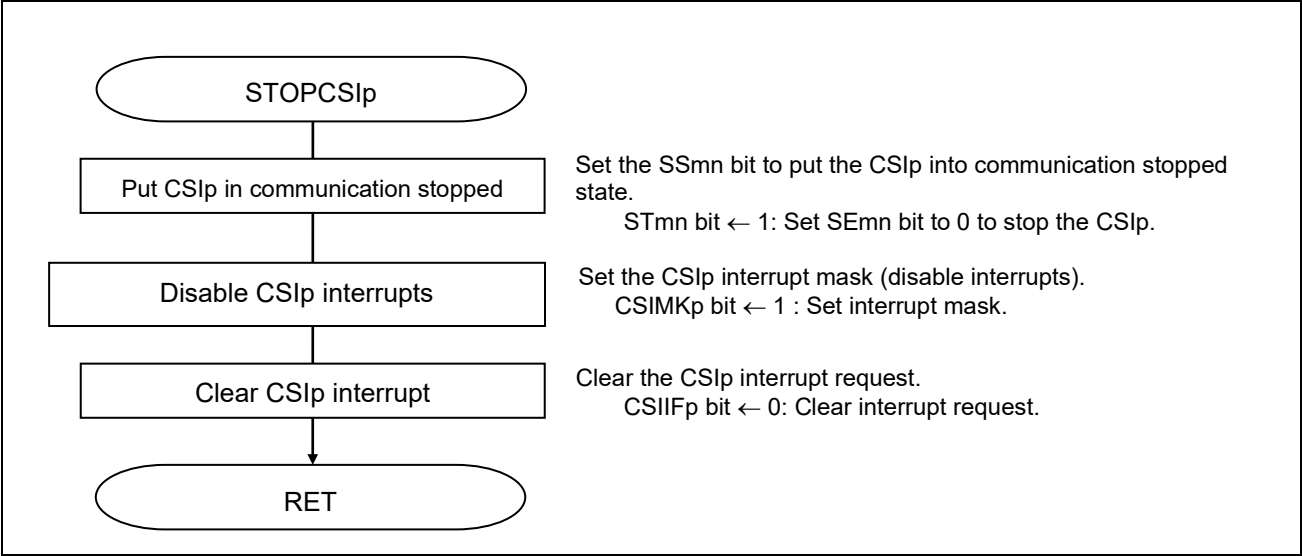 STOPCSIp
Put CSIp in communication stopped
Set the SSmn bit to put the CSIp into communication stopped
state.
STmn bit ← 1: Set SEmn bit to 0 to stop the CSIp.
Disable CSIp interrupts
Set the CSIp interrupt mask (disable interrupts).
CSIMKp bit ← 1 : Set interrupt mask.
Clear CSIp interrupt
Clear the CSIp interrupt request.
CSIIFp bit ← 0: Clear interrupt request.
RET